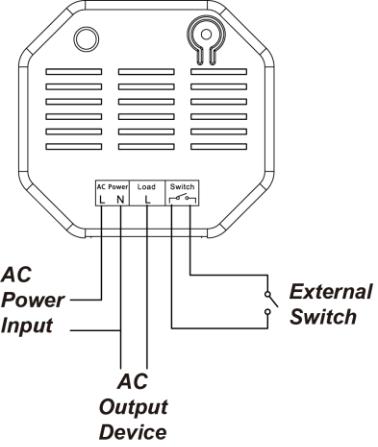 AC Power Load Switch
L N L
AC
Power
Input
External
Switch
AC
Output
Device